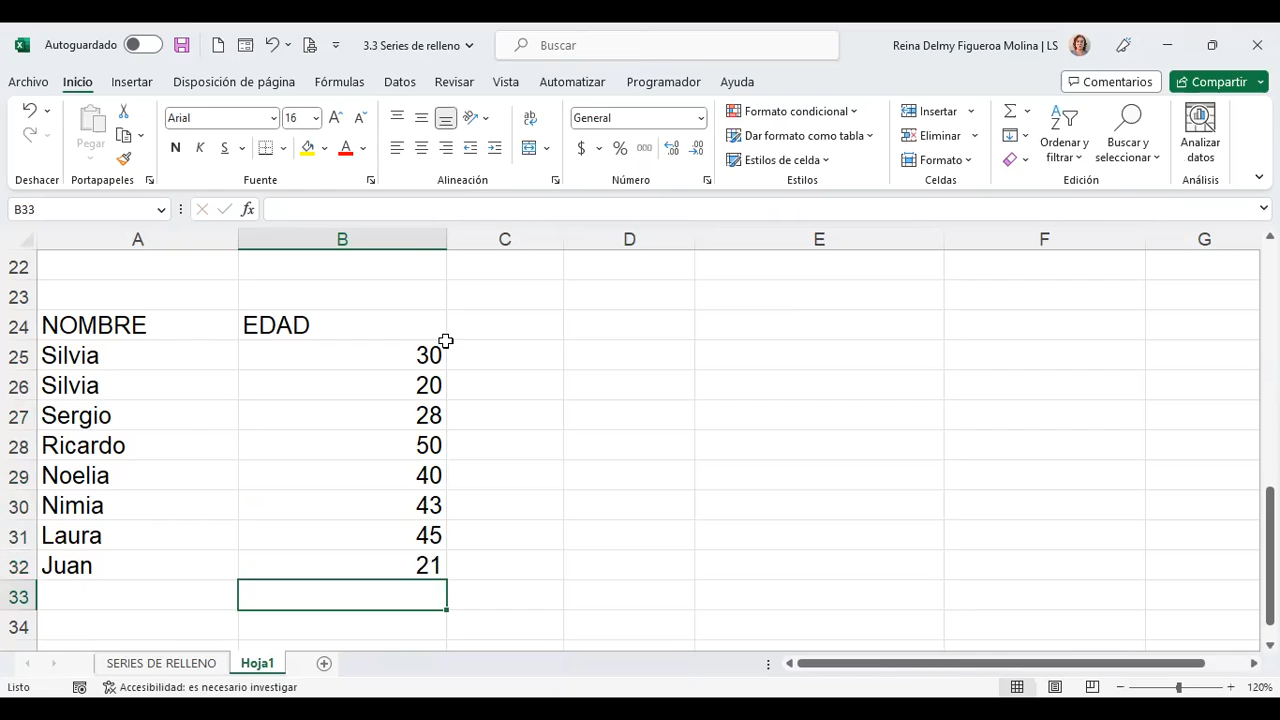 Autoguardado 3.3 Series de relleno Buscar Reina Delmy Figueroa Molina | LS
Archivo Inicio Insertar Disposición de página Fórmulas Datos Revisar Vista Automatizar Programador Ayuda Comentarios Compartir
Pegar
Arial 16
N K S
General
$ % 000
Formato condicional
Dar formato como tabla
Estilos de celda
Insertar
Eliminar
Formato
Ordenar y filtrar
Buscar y seleccionar
Analizar datos
Deshacer Portapapeles Fuente Alineación Número Estilos Celdas Edición Análisis
B33 fx
A B C D E F G
22
23
24 NOMBRE EDAD
25 Silvia 30
26 Silvia 20
27 Sergio 28
28 Ricardo 50
29 Noelia 40
30 Nimia 43
31 Laura 45
32 Juan 21
33
34
SERIES DE RELLENO Hoja1
Listo Accesibilidad: es necesario investigar 120%